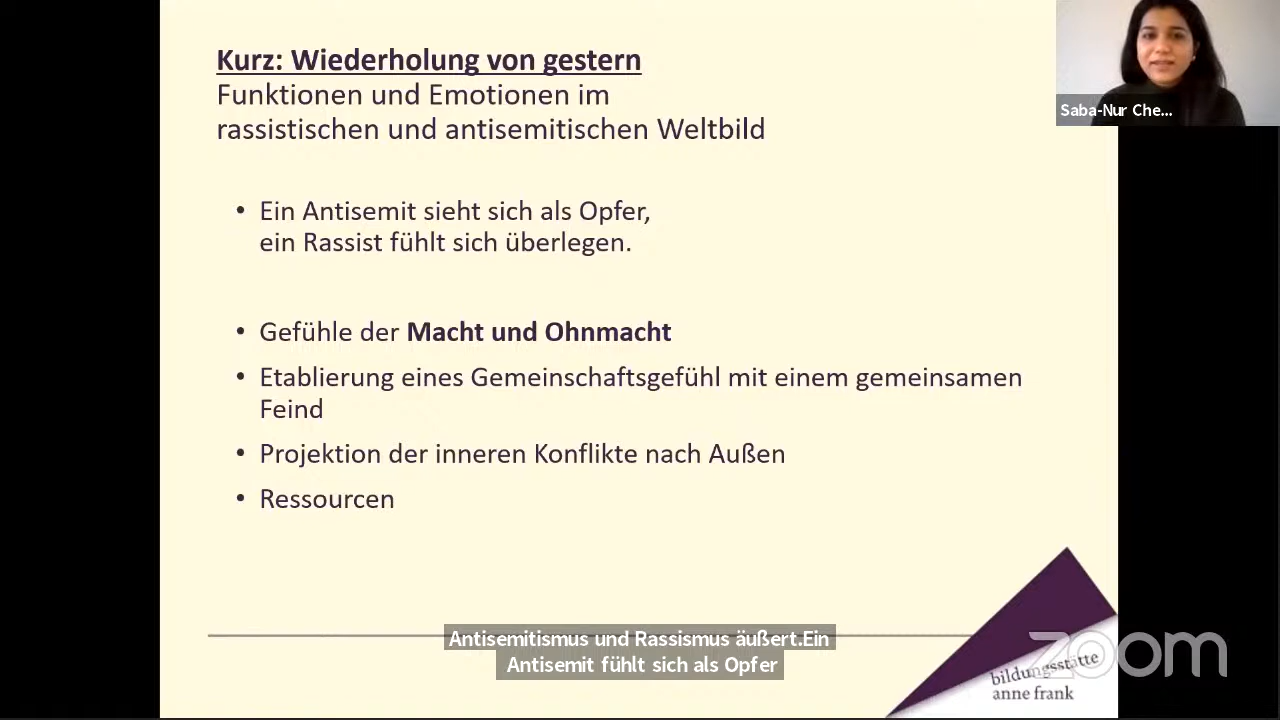 Kurz: Wiederholung von gestern
Funktionen und Emotionen im
rassistischen und antisemitischen Weltbild
• Ein Antisemit sieht sich als Opfer,
ein Rassist fühlt sich überlegen.
• Gefühle der Macht und Ohnmacht
• Etablierung eines Gemeinschaftsgefühl mit einem gemeinsamen
Feind
• Projektion der inneren Konflikte nach Außen
• Ressourcen
Saba-Nur Che...
Antisemitismus und Rassismus äußert.Ein
Antisemit fühlt sich als Opfer
zoom
bildungsstätte
anne frank